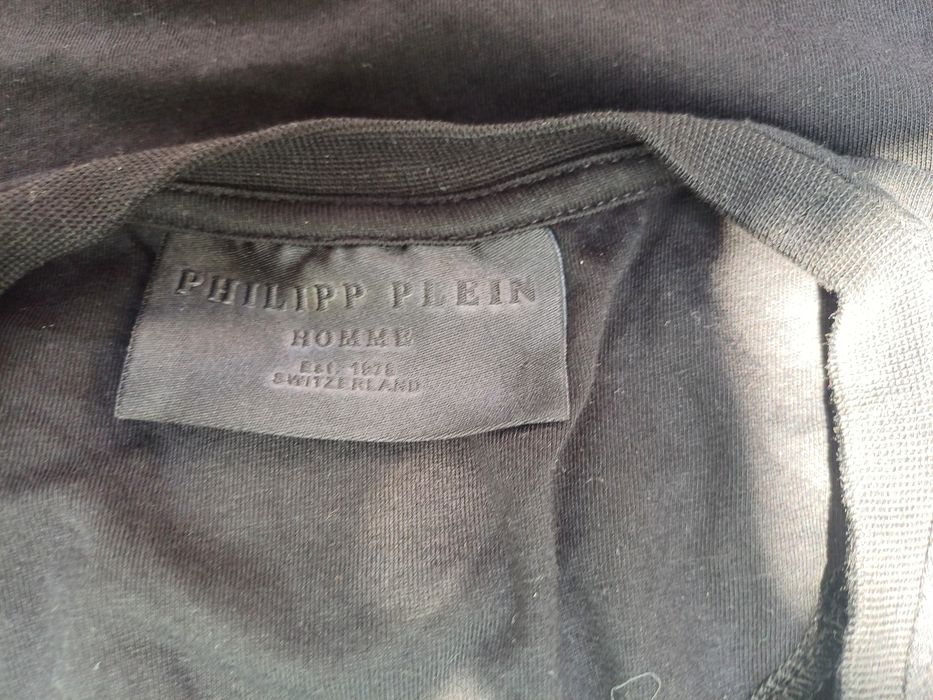 PHILIPP PLEIN
HOMME
Est. 1978
SWITZERLAND